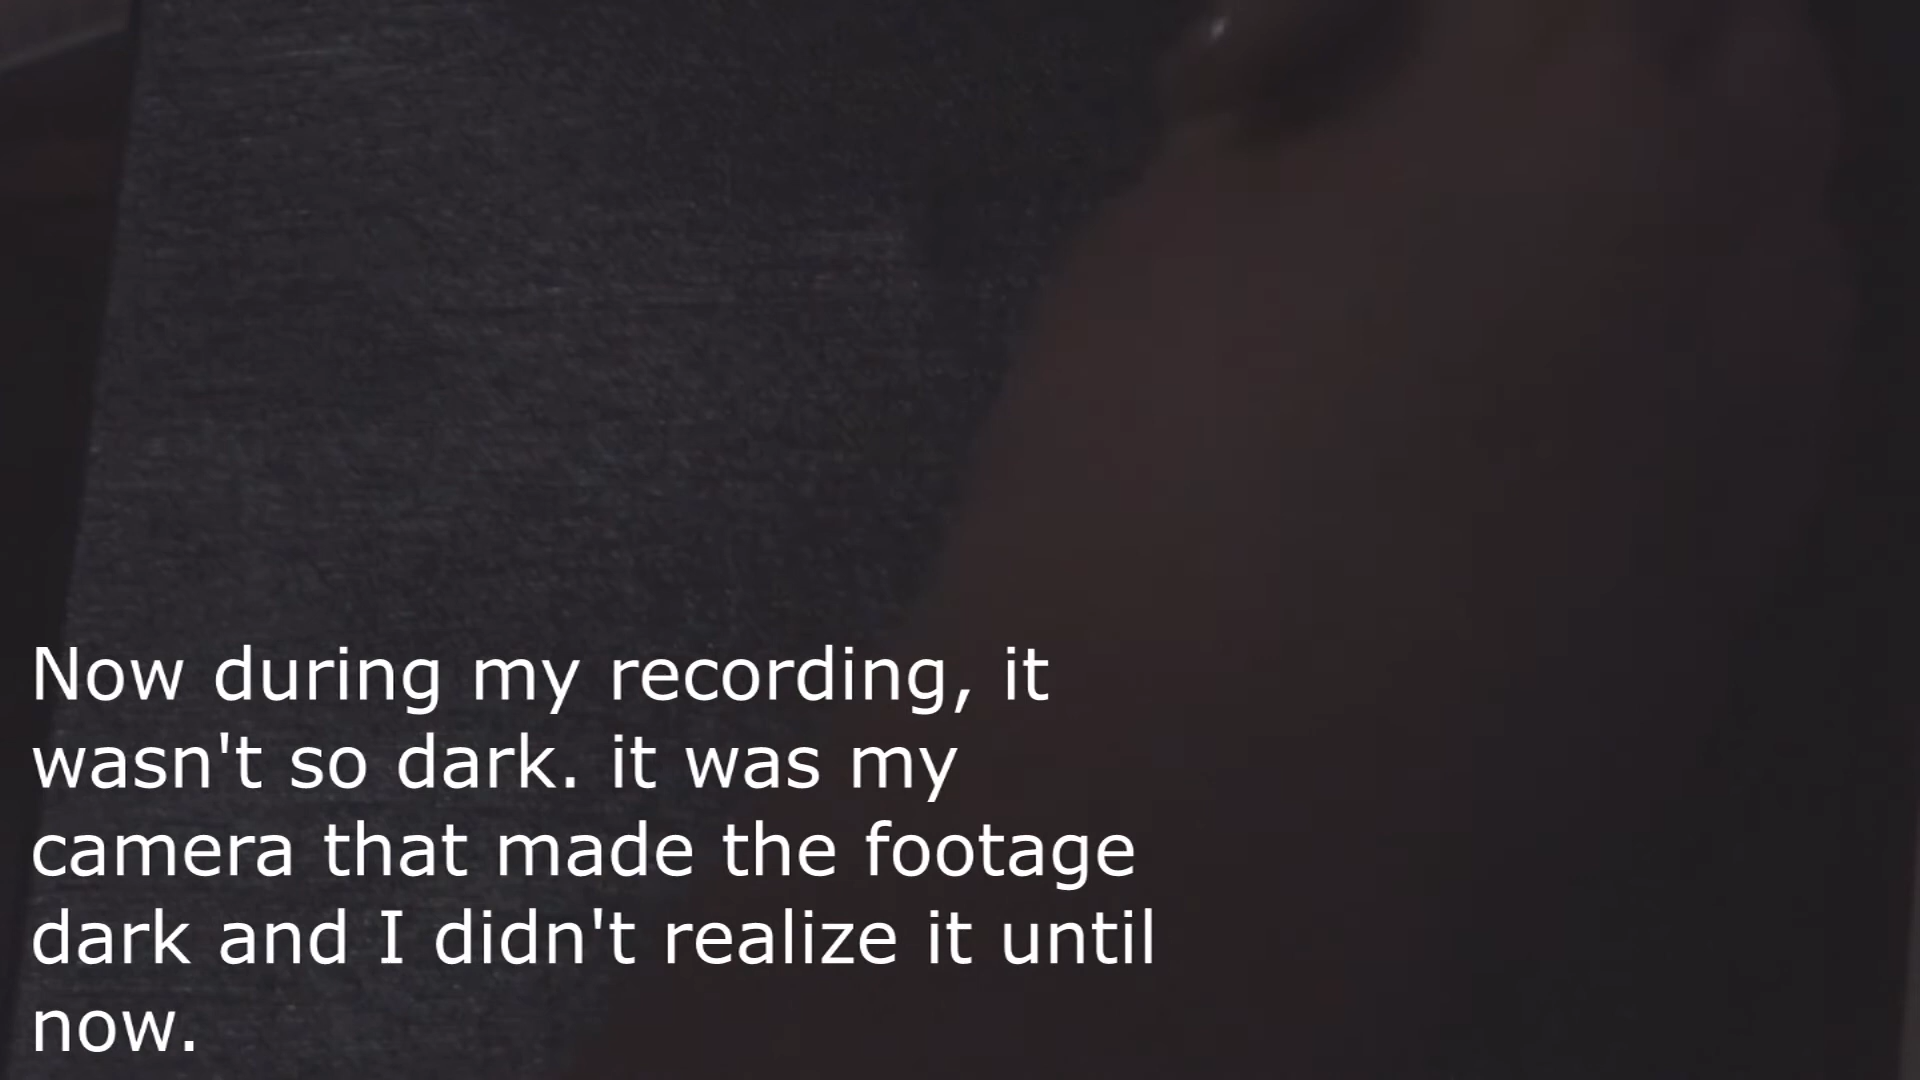 Now during my recording, it
wasn't so dark. it was my
camera that made the footage
dark and I didn't realize it until
now.